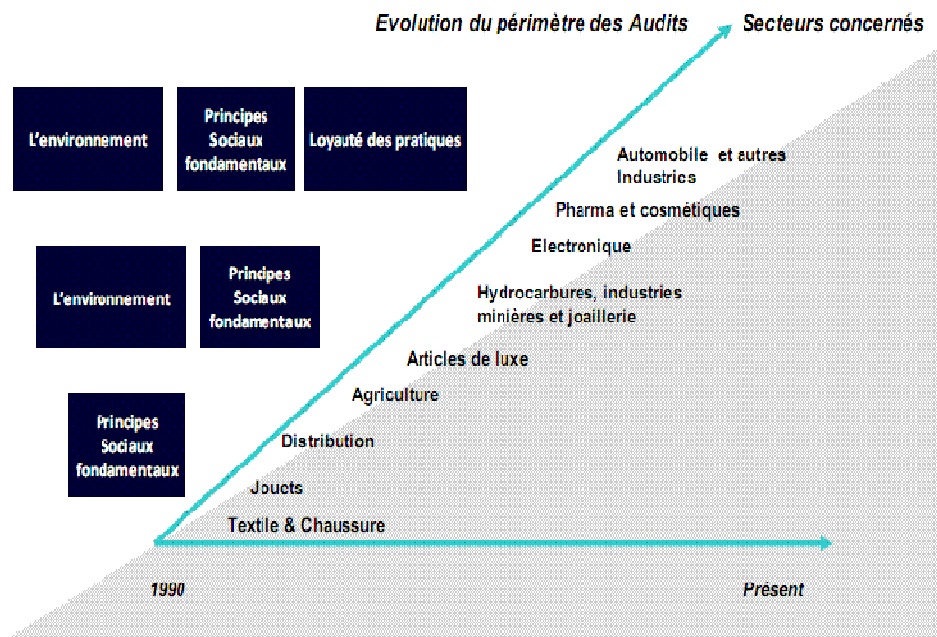 Evolution du périmètre des Audits
Secteurs concernés
L'environnement
Principes
Sociaux
fondamentaux
Loyauté des pratiques
Automobile et autres
Industries
Pharma et cosmétiques
Electronique
L'environnement
Principes
Sociaux
fondamentaux
Hydrocarbures, industries
minières et joaillerie
Articles de luxe
Agriculture
Principes
Sociaux
fondamentaux
Distribution
Jouets
Textile & Chaussure
1990
Présent